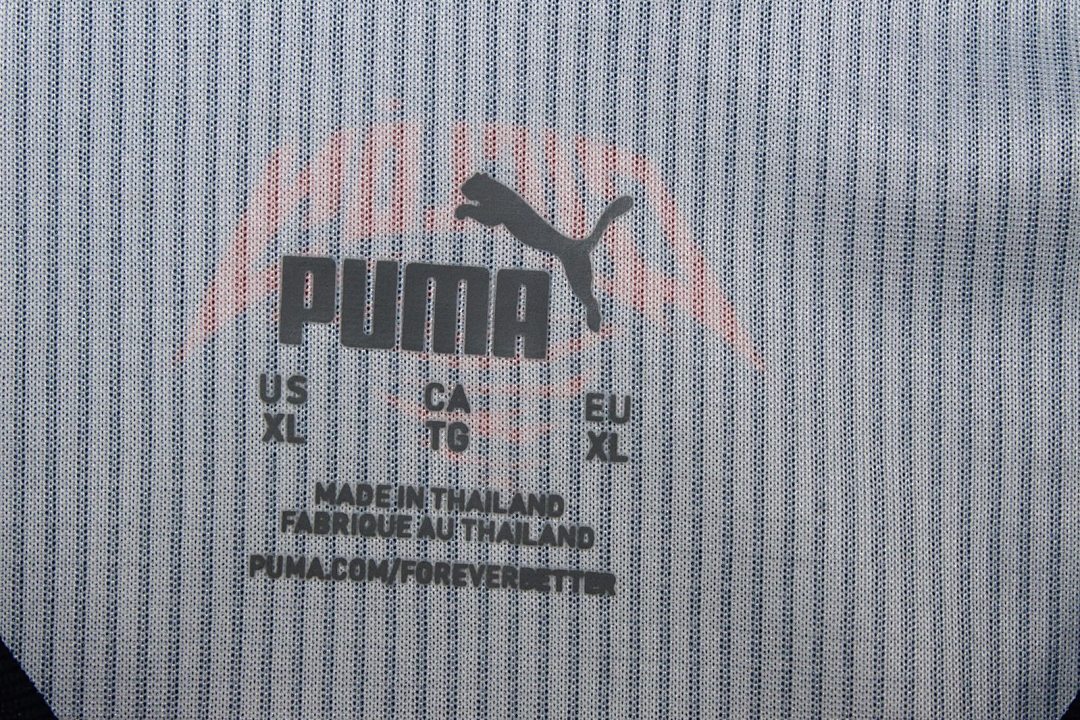 PUMA
US CA EU
XL TG XL
MADE IN THAILAND
FABRIQUE AU THAILAND
PUMA.COM/FOREVERBETTER